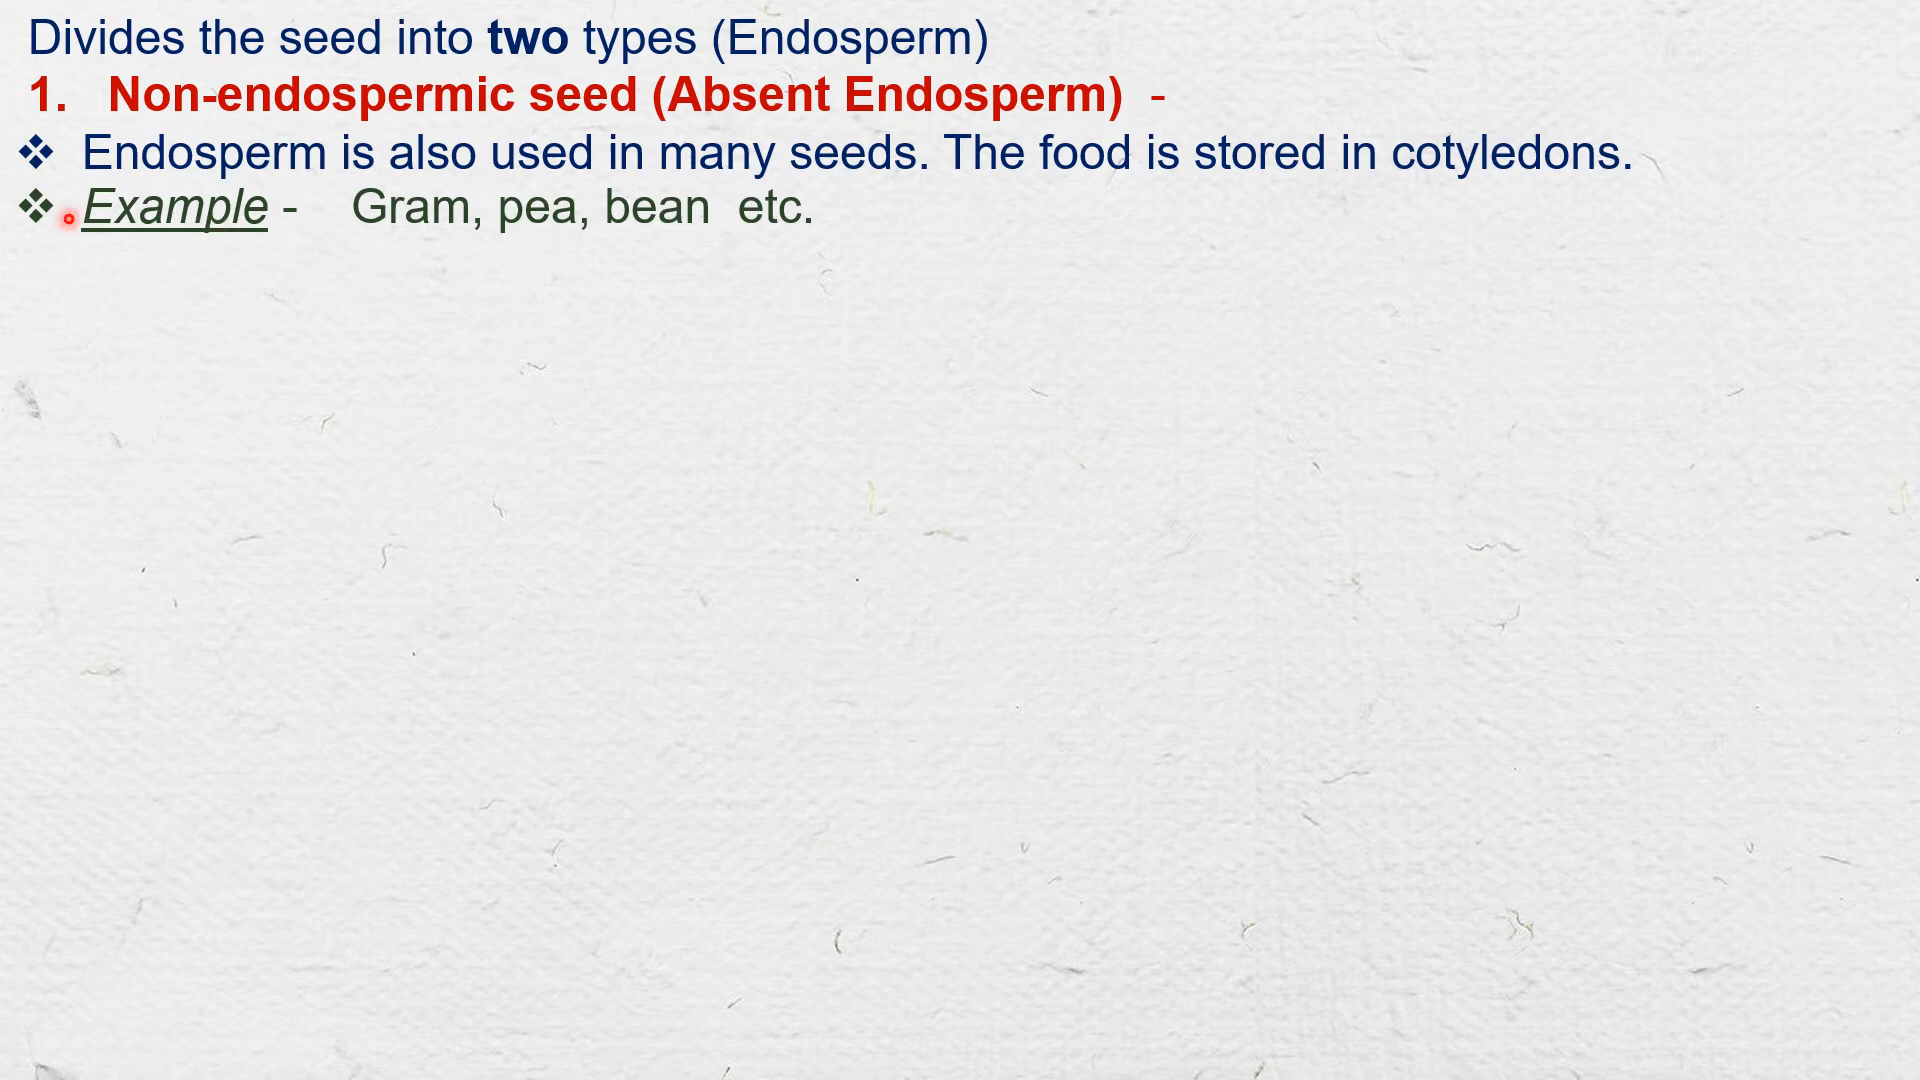 Divides the seed into two types (Endosperm)
1. Non-endospermic seed (Absent Endosperm) -
❖ Endosperm is also used in many seeds. The food is stored in cotyledons.
❖ Example - Gram, pea, bean etc.